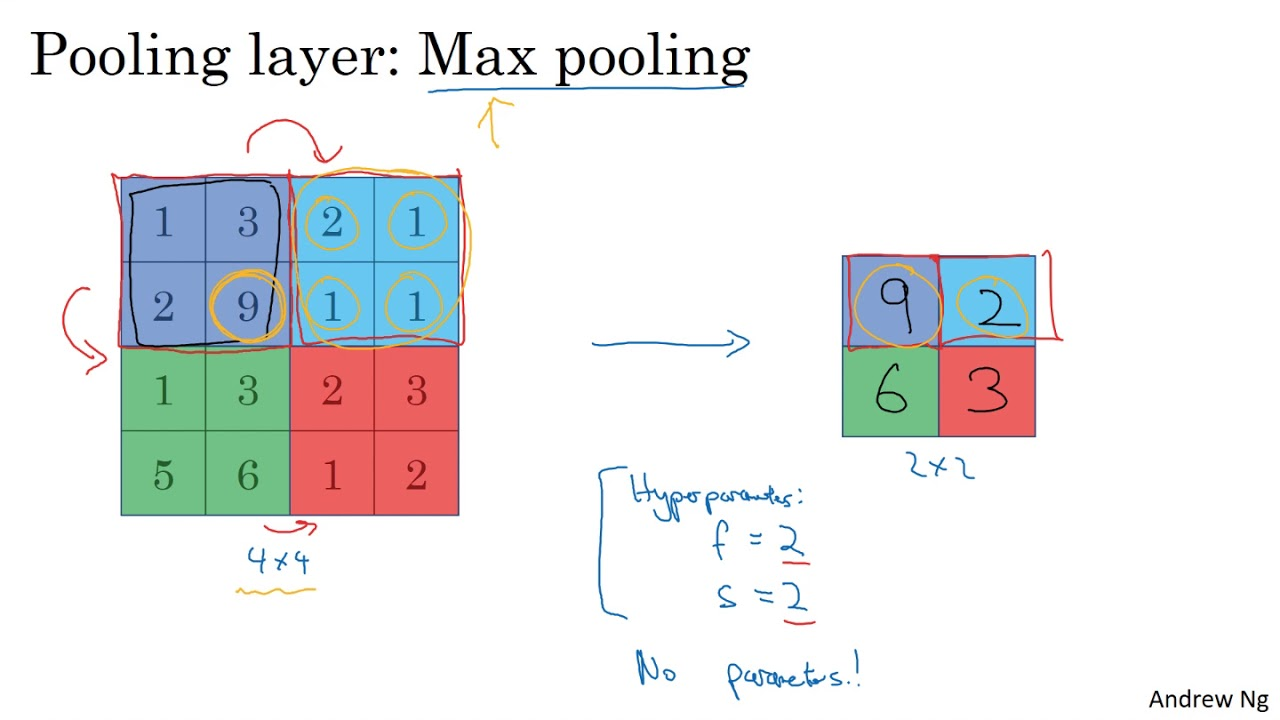 Pooling layer: Max pooling
1 3 2 1
2 9 1 1
1 3 2 3
5 6 1 2
4×4
9 2
6 3
2×2
Hyperparameters:
f = 2
s = 2
No parameters!
Andrew Ng